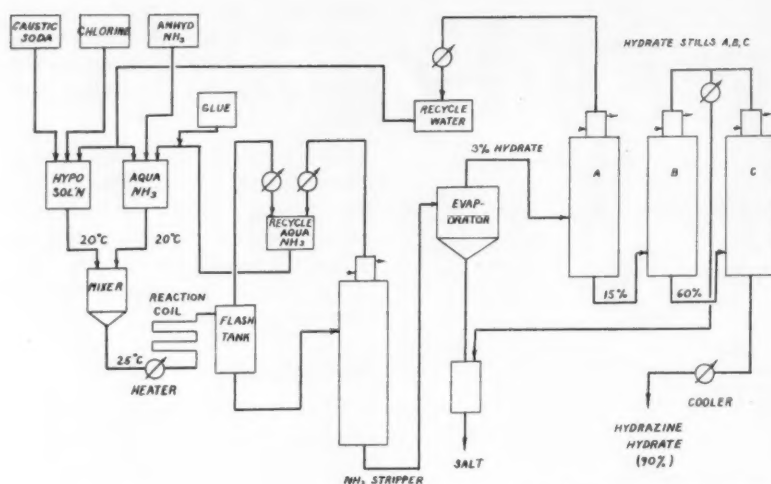 CAUSTIC
SODA
CHLORINE
ANHYD
NH3
GLUE
HYPO
SOL'N
AQUA
NH3
20°C
20°C
MIXER
25°C
HEATER
REACTION
COIL
FLASH
TANK
RECYCLE
AQUA
NH3
NH3 STRIPPER
RECYCLE
WATER
3% HYDRATE
EVAP-
ORATOR
SALT
HYDRATE STILLS A,B,C
A
B
C
15%
60%
COOLER
HYDRAZINE
HYDRATE
(90%)